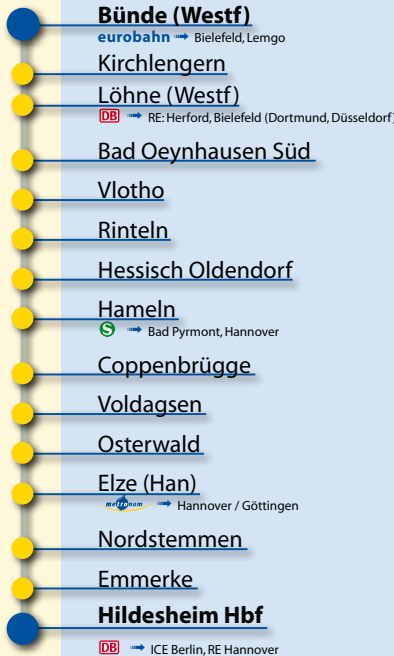 Bünde (Westf)
eurobahn → Bielefeld, Lemgo
Kirchlengern
Löhne (Westf)
DB → RE: Herford, Bielefeld (Dortmund, Düsseldorf)
Bad Oeynhausen Süd
Vlotho
Rinteln
Hessisch Oldendorf
Hameln
S → Bad Pyrmont, Hannover
Coppenbrügge
Voldagsen
Osterwald
Elze (Han)
metronom → Hannover / Göttingen
Nordstemmen
Emmerke
Hildesheim Hbf
DB → ICE Berlin, RE Hannover